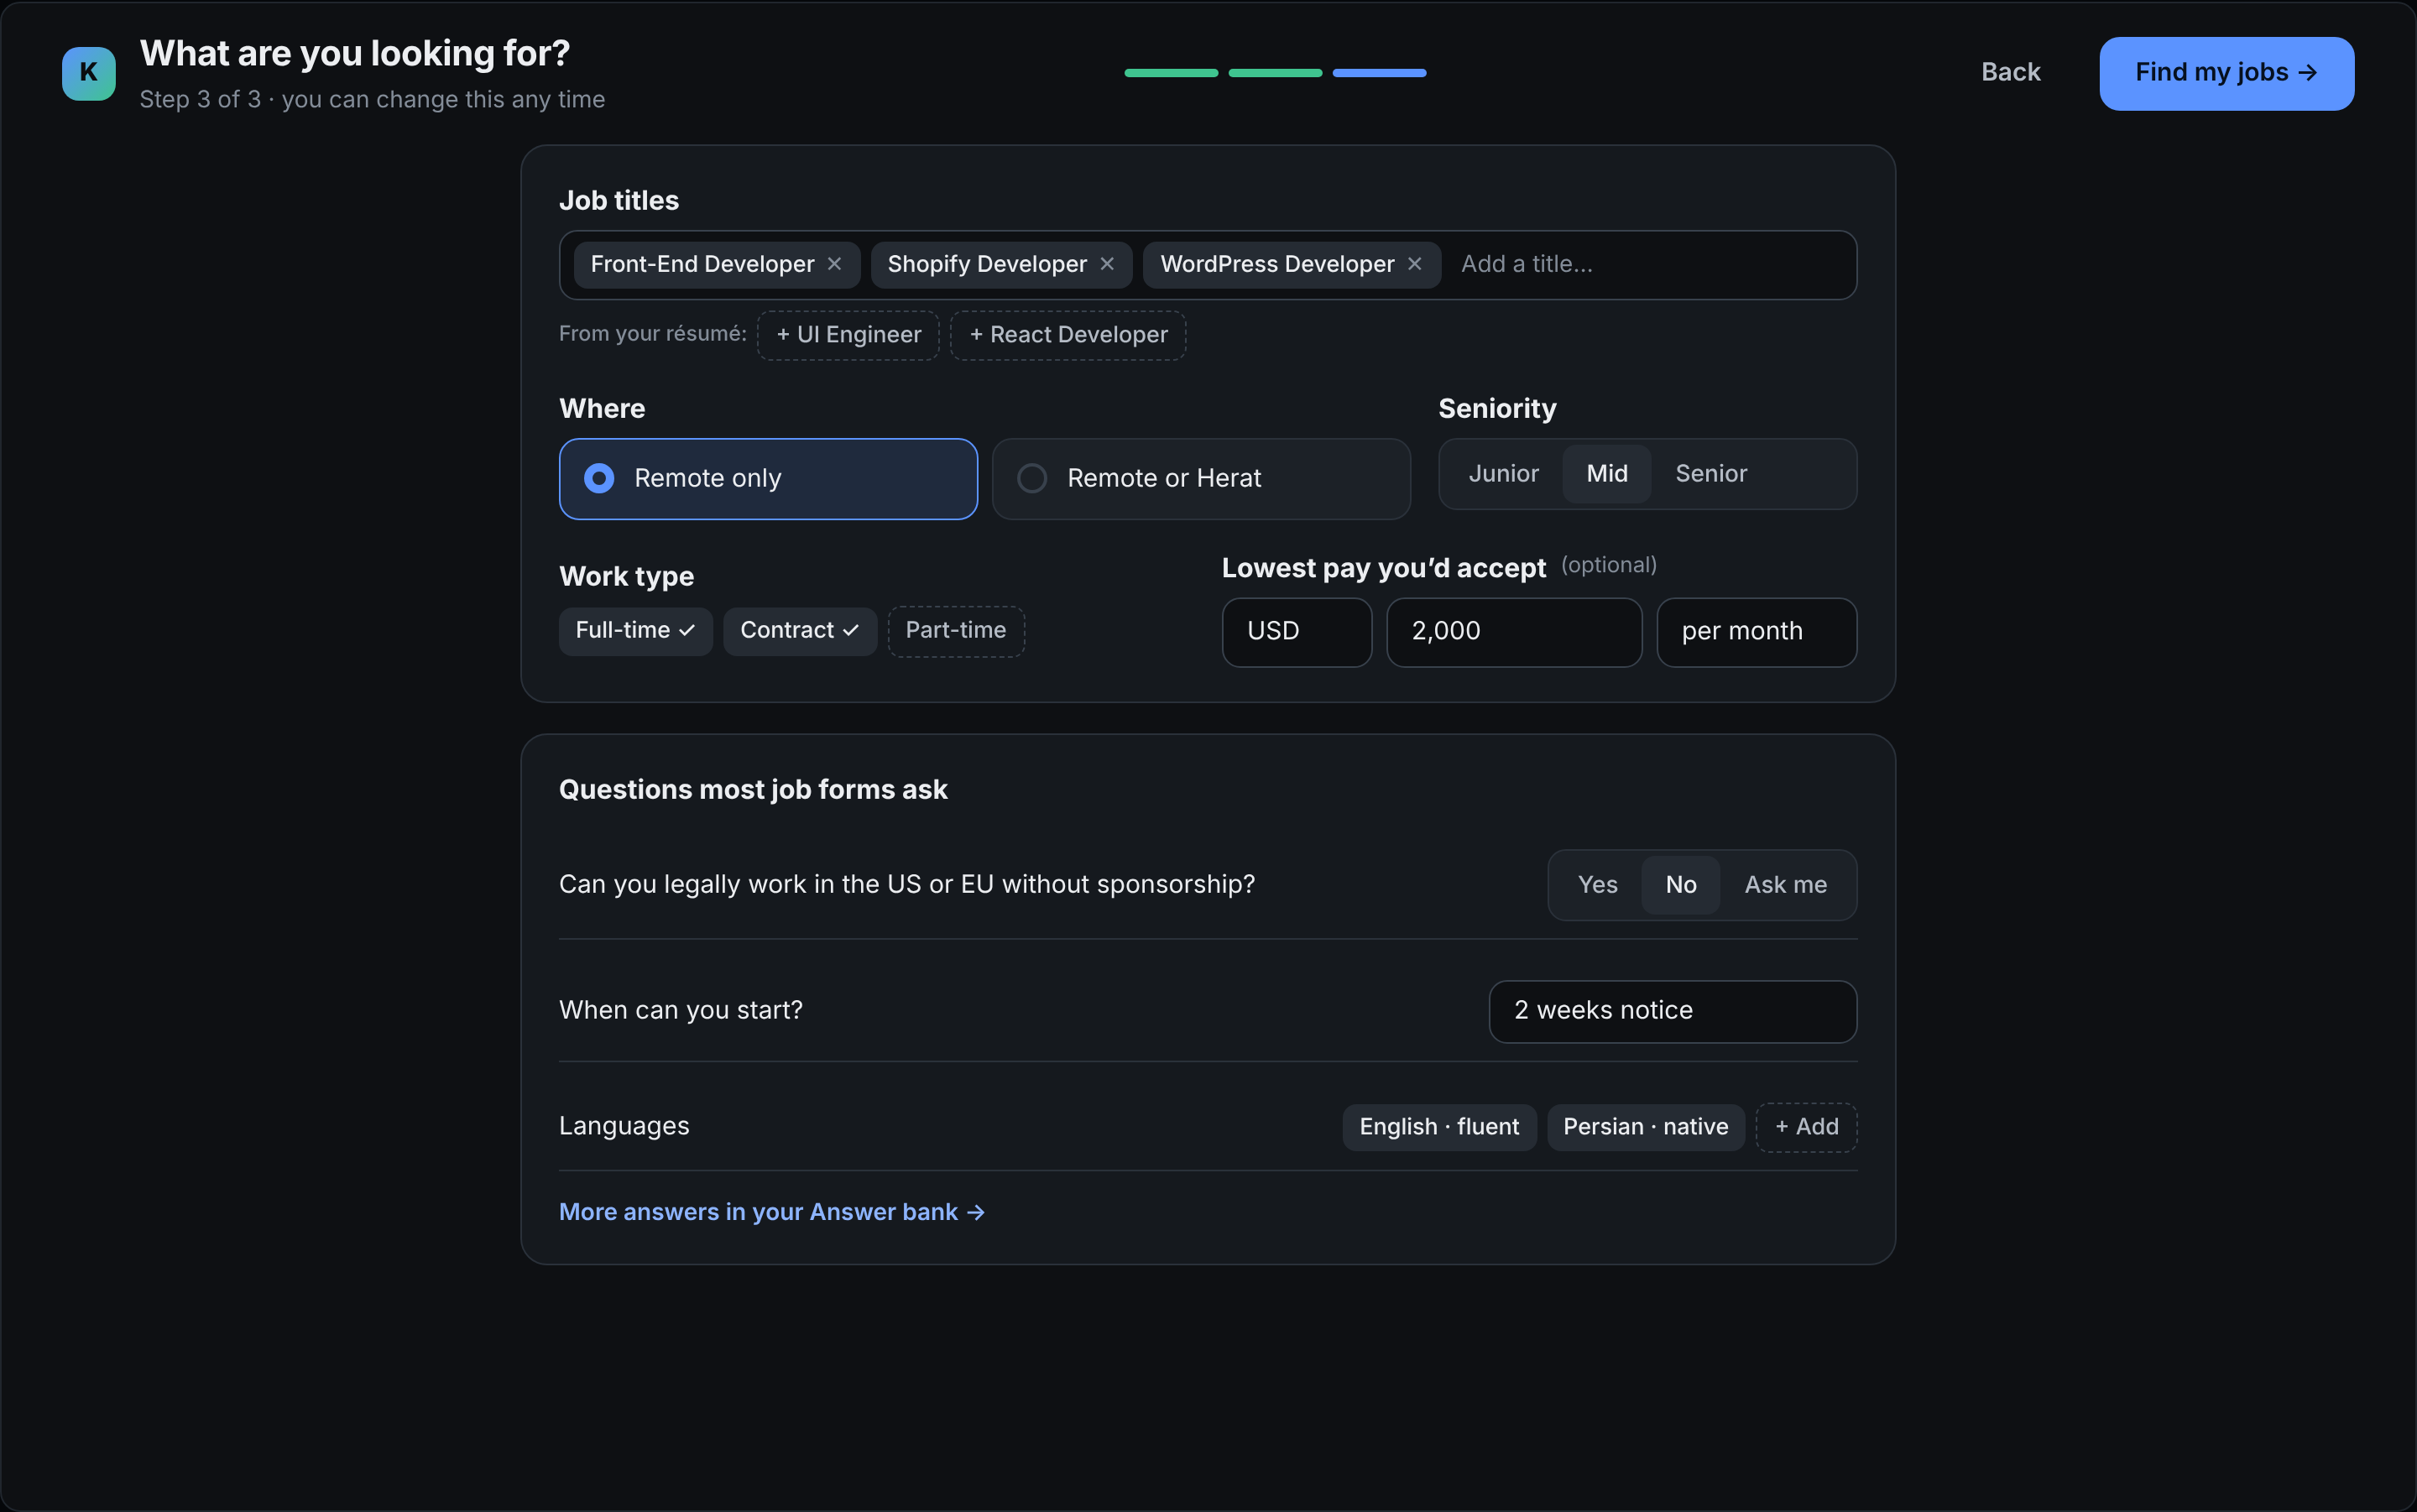 K
What are you looking for?
Step 3 of 3 · you can change this any time
Back
Find my jobs →
Job titles
Front-End Developer ✕ Shopify Developer ✕ WordPress Developer ✕ Add a title…
From your résumé: + UI Engineer + React Developer
Where
Remote only Remote or Herat
Seniority
Junior Mid Senior
Work type
Full-time ✓ Contract ✓ Part-time
Lowest pay you’d accept (optional)
USD 2,000 per month
Questions most job forms ask
Can you legally work in the US or EU without sponsorship? Yes No Ask me
When can you start? 2 weeks notice
Languages English · fluent Persian · native + Add
More answers in your Answer bank →